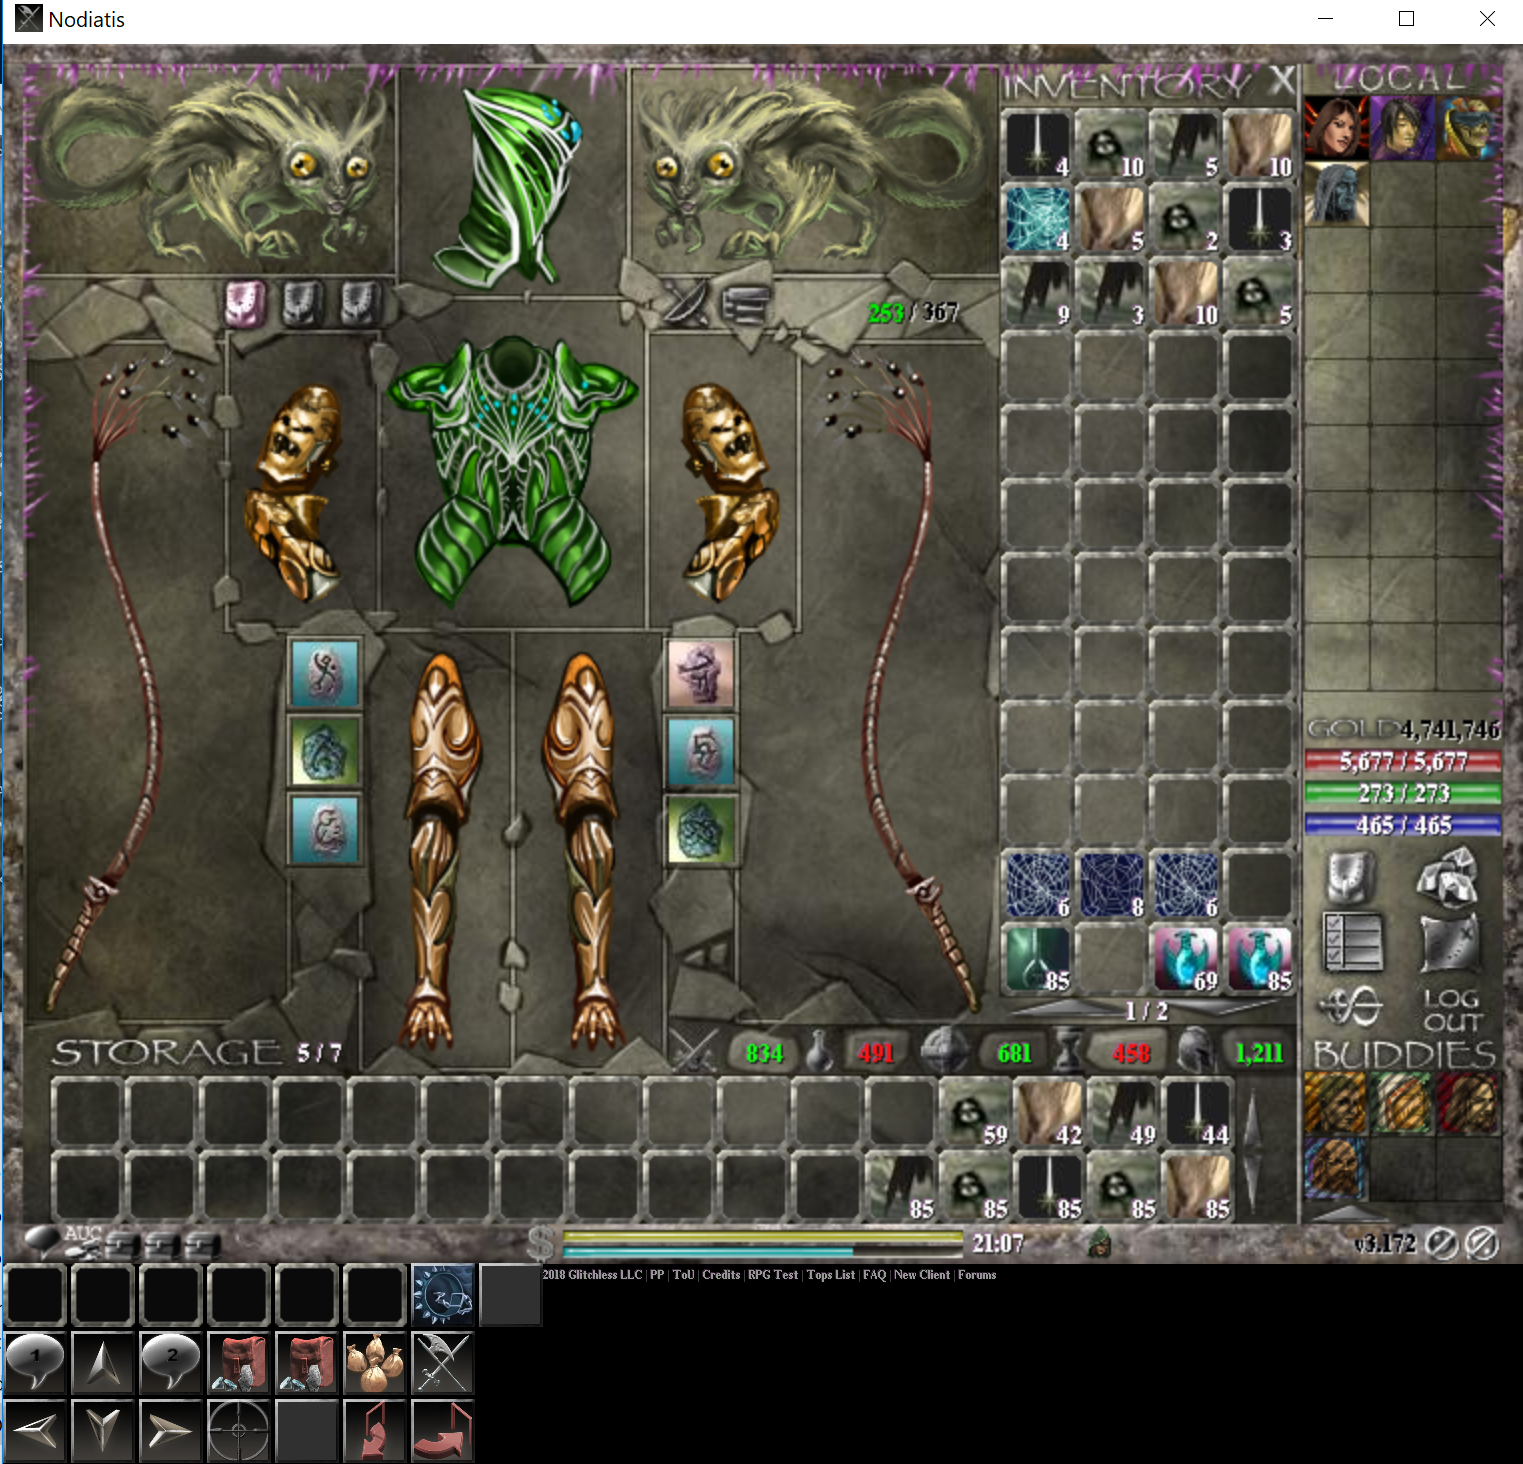 Nodiatis
INVENTORY X
LOCAL
4 10 5 10
4 5 2 3
253 / 367
9 3 10 5
GOLD 4,741,746
5,677 / 5,677
273 / 273
465 / 465
6 8 6
85 69 85
1 / 2
LOG OUT
STORAGE 5 / 7
834 491 681 458 1,211
BUDDIES
59 42 49 44
85 85 85 85 85
AUC
$
21:07
v3.172
2018 Glitchless LLC | PP | ToU | Credits | RPG Test | Tops List | FAQ | New Client | Forums
1 2